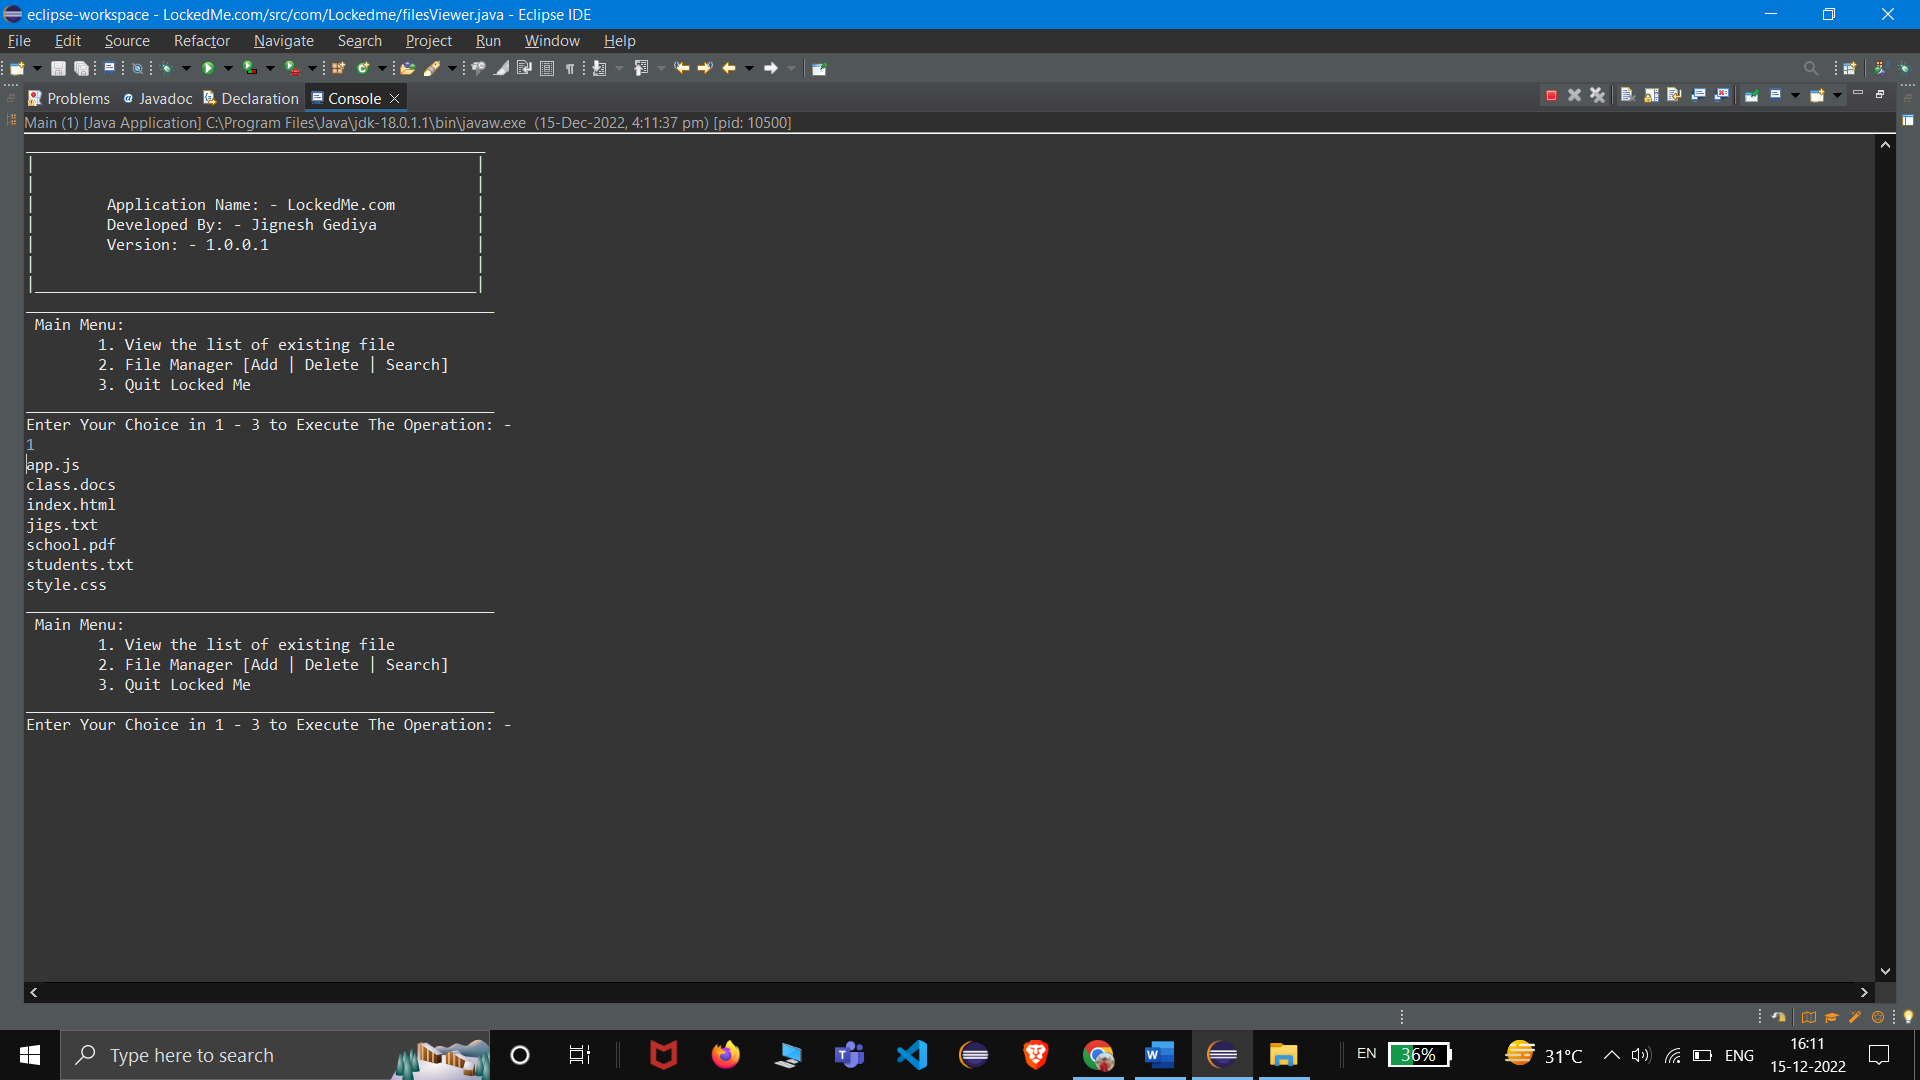 eclipse-workspace - LockedMe.com/src/com/Lockedme/filesViewer.java - Eclipse IDE
File Edit Source Refactor Navigate Search Project Run Window Help
Problems Javadoc Declaration Console
Main (1) [Java Application] C:\Program Files\Java\jdk-18.0.1.1\bin\javaw.exe (15-Dec-2022, 4:11:37 pm) [pid: 10500]
Application Name: - LockedMe.com
Developed By: - Jignesh Gediya
Version: - 1.0.0.1
Main Menu:
1. View the list of existing file
2. File Manager [Add | Delete | Search]
3. Quit Locked Me
Enter Your Choice in 1 - 3 to Execute The Operation: -
1
app.js
class.docs
index.html
jigs.txt
school.pdf
students.txt
style.css
Main Menu:
1. View the list of existing file
2. File Manager [Add | Delete | Search]
3. Quit Locked Me
Enter Your Choice in 1 - 3 to Execute The Operation: -
Type here to search
EN 36% 31°C ENG 16:11
15-12-2022